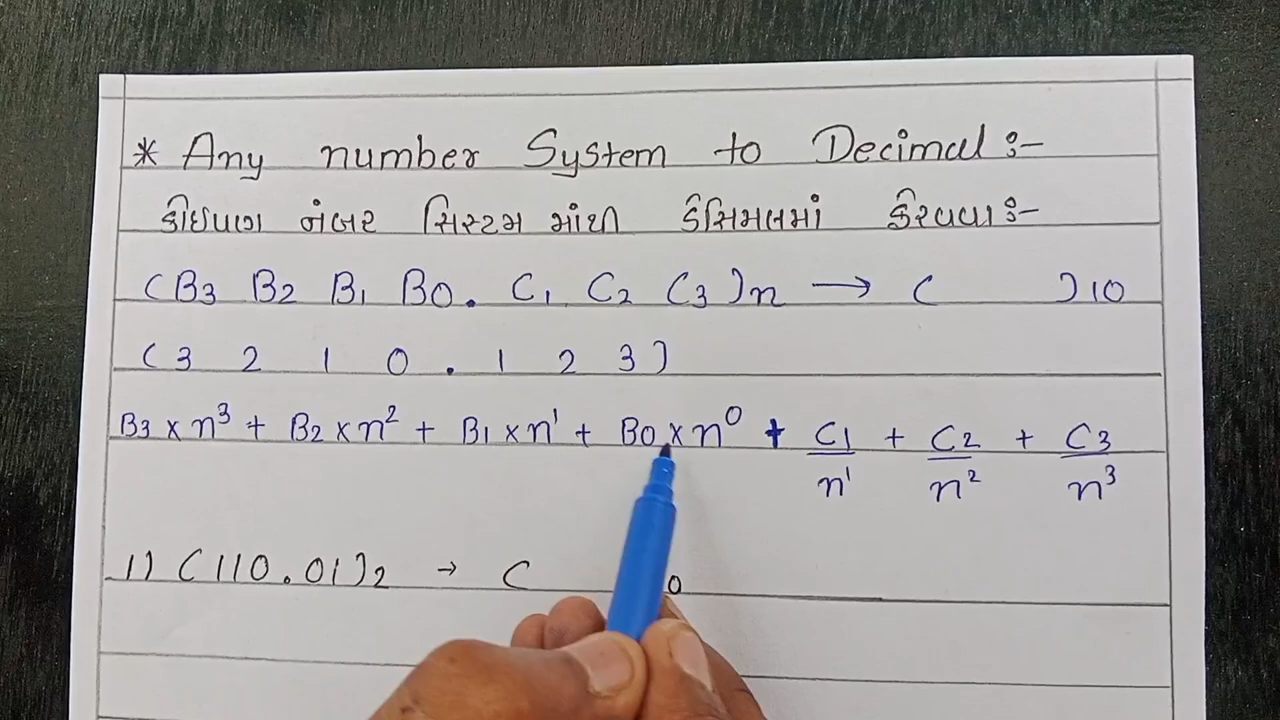 * Any number System to Decimal :-
કોઇપણ નંબર સિસ્ટમ માંથી ડેસિમલમાં ફેરવવા :-
(B3 B2 B1 B0 . C1 C2 C3)n → ( )10
(3 2 1 0 . 1 2 3)
B3 × n³ + B2 × n² + B1 × n¹ + B0 × n⁰ + C1/n¹ + C2/n² + C3/n³
1) (110.01)2 → ( 0